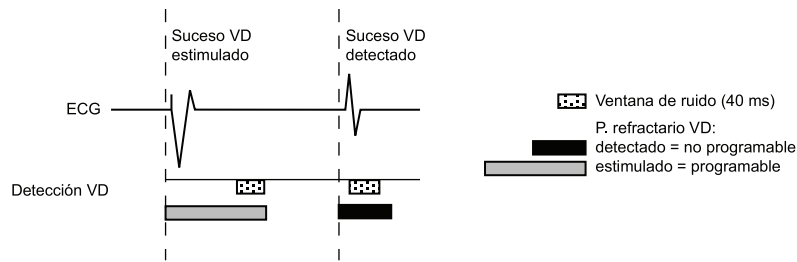 Suceso VD
estimulado
Suceso VD
detectado
ECG
Detección VD
Ventana de ruido (40 ms)
P. refractario VD:
detectado = no programable
estimulado = programable